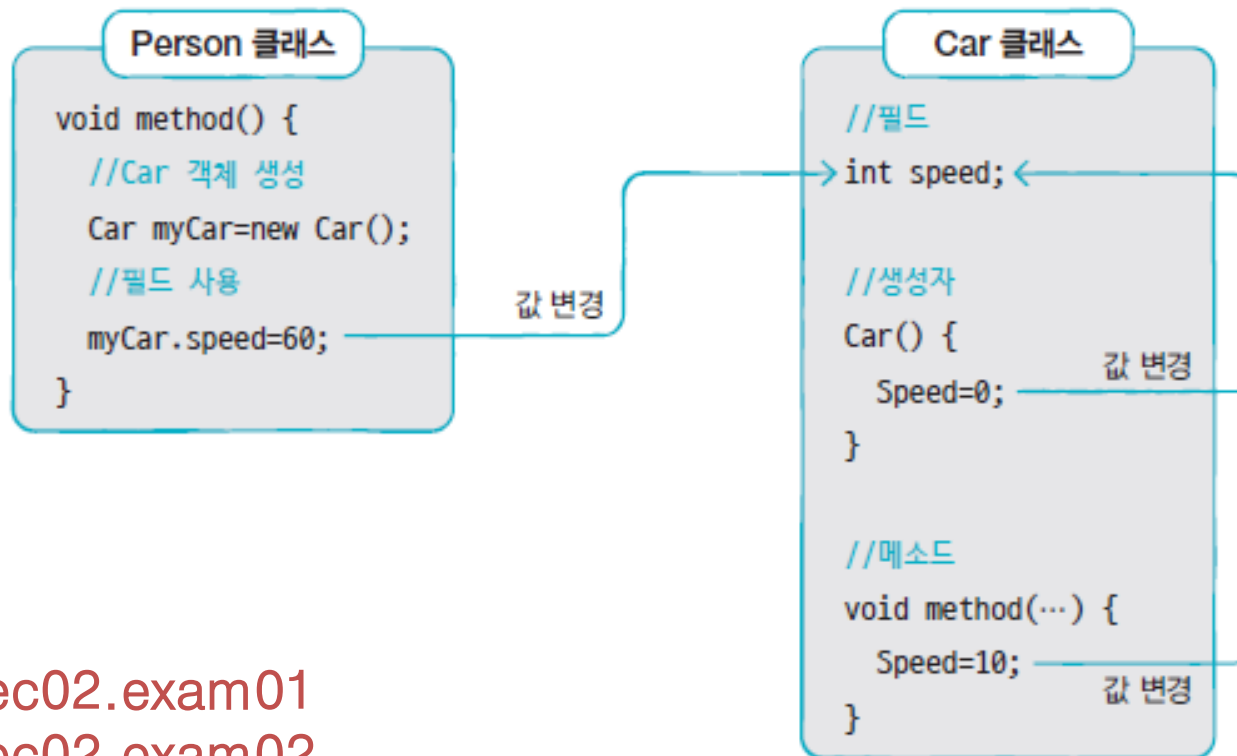 Person 클래스
void method() {
//Car 객체 생성
Car myCar=new Car();
//필드 사용
myCar.speed=60;
}
값 변경
Car 클래스
//필드
int speed;
//생성자
Car() {
Speed=0;
값 변경
}
//메소드
void method(…) {
Speed=10;
값 변경
}
ec02.exam01
ec02.exam02